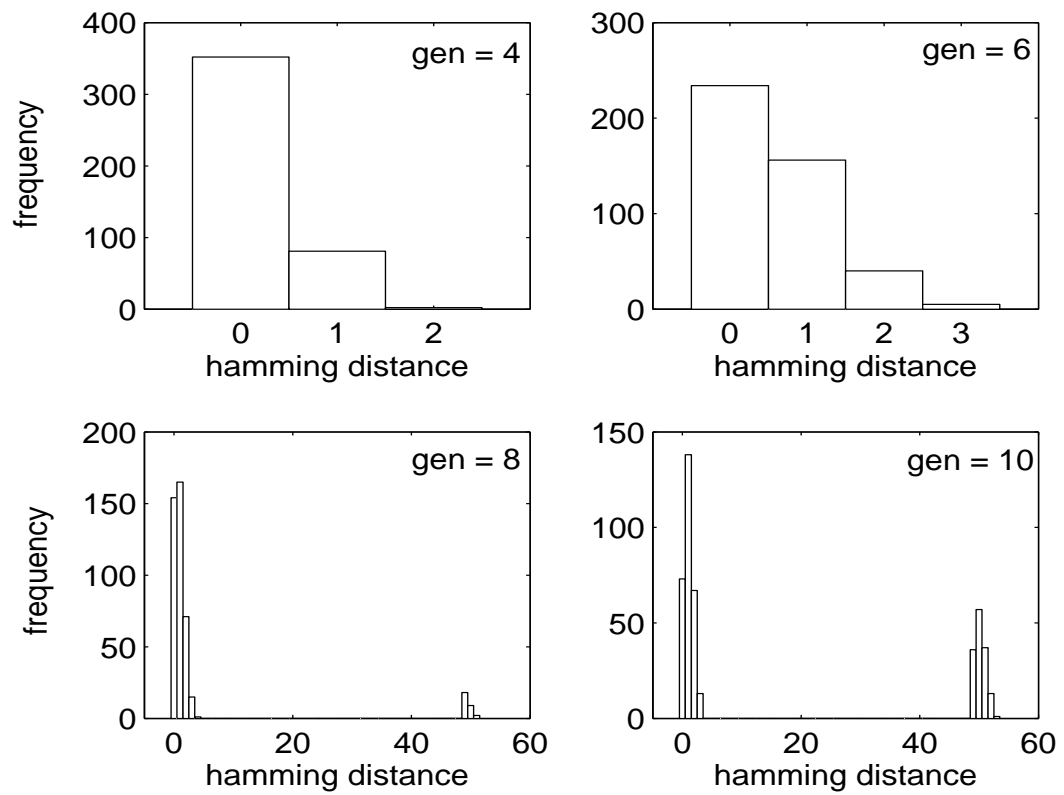 gen = 4
frequency
400
300
200
100
0
0 1 2
hamming distance
gen = 6
300
200
100
0
0 1 2 3
hamming distance
gen = 8
frequency
200
150
100
50
0
0 20 40 60
hamming distance
gen = 10
150
100
50
0
0 20 40 60
hamming distance